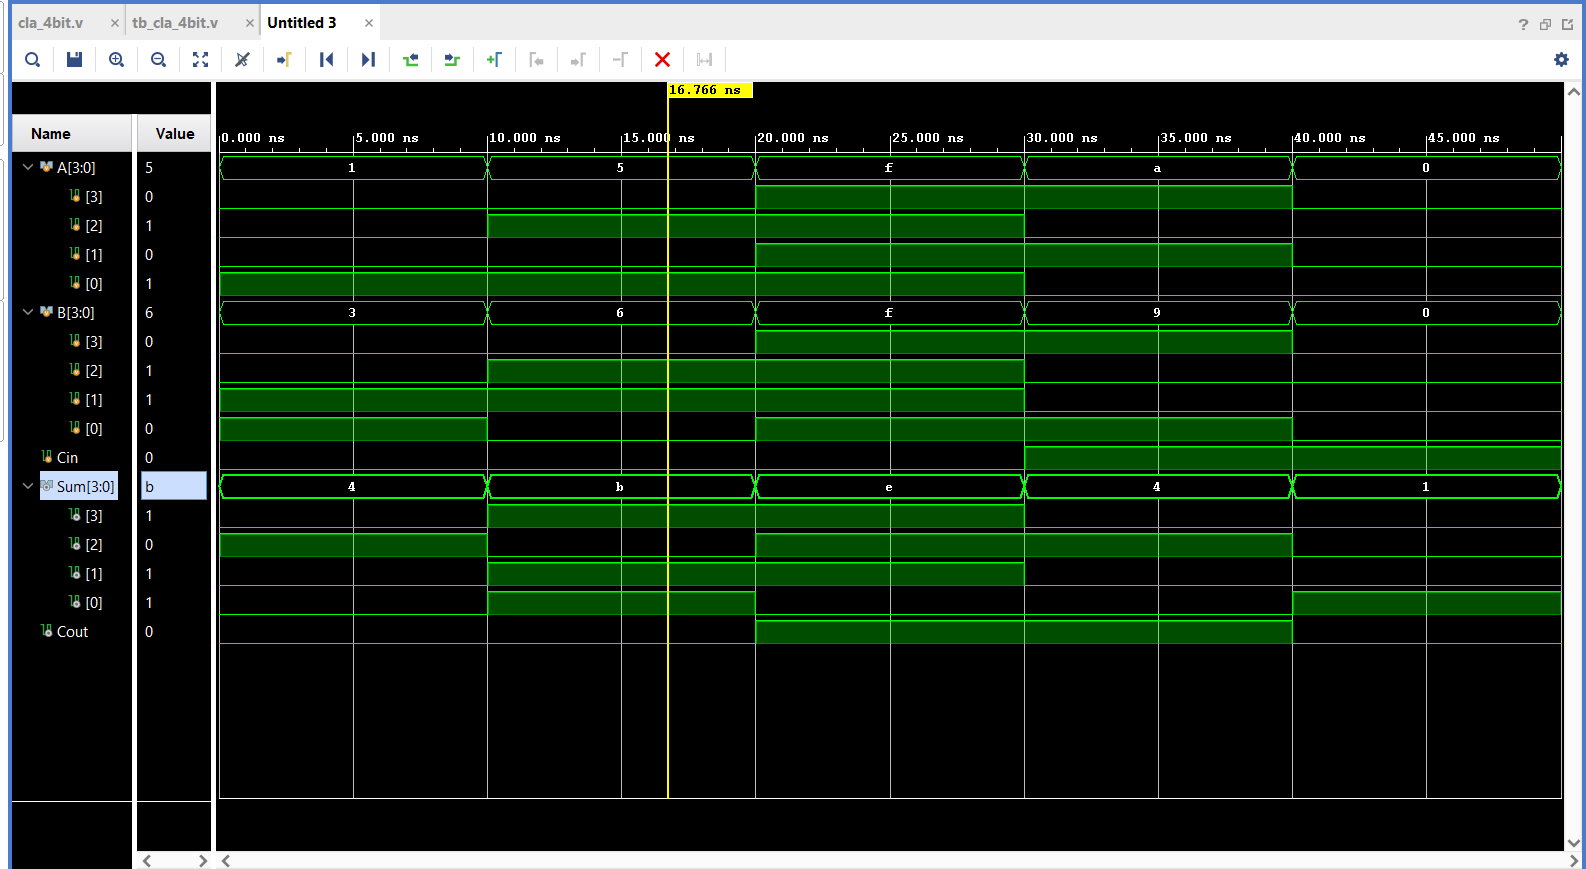 cla_4bit.v × tb_cla_4bit.v × Untitled 3 × ?
16.766 ns
Name Value 0.000 ns 5.000 ns 10.000 ns 15.000 ns 20.000 ns 25.000 ns 30.000 ns 35.000 ns 40.000 ns 45.000 ns
A[3:0] 5 1 5 f a 0
[3] 0
[2] 1
[1] 0
[0] 1
B[3:0] 6 3 6 f 9 0
[3] 0
[2] 1
[1] 1
[0] 0
Cin 0
Sum[3:0] b 4 b e 4 1
[3] 1
[2] 0
[1] 1
[0] 1
Cout 0